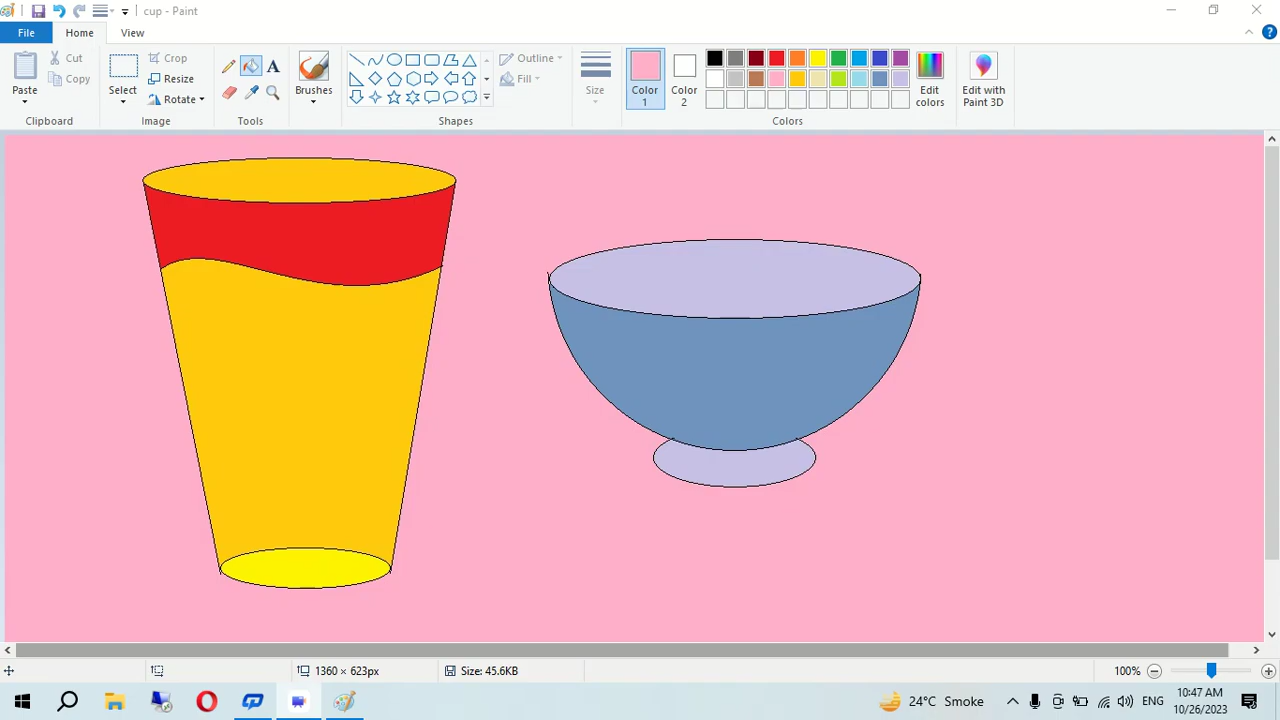 cup - Paint
File
Home
View
Paste
Cut
Copy
Clipboard
Select
Crop
Resize
Rotate
Image
A
Tools
Brushes
Shapes
Outline
Fill
Size
Color 1
Color 2
Edit colors
Edit with Paint 3D
Colors
1360 × 623px
Size: 45.6KB
100%
24°C Smoke
ENG
10:47 AM
10/26/2023